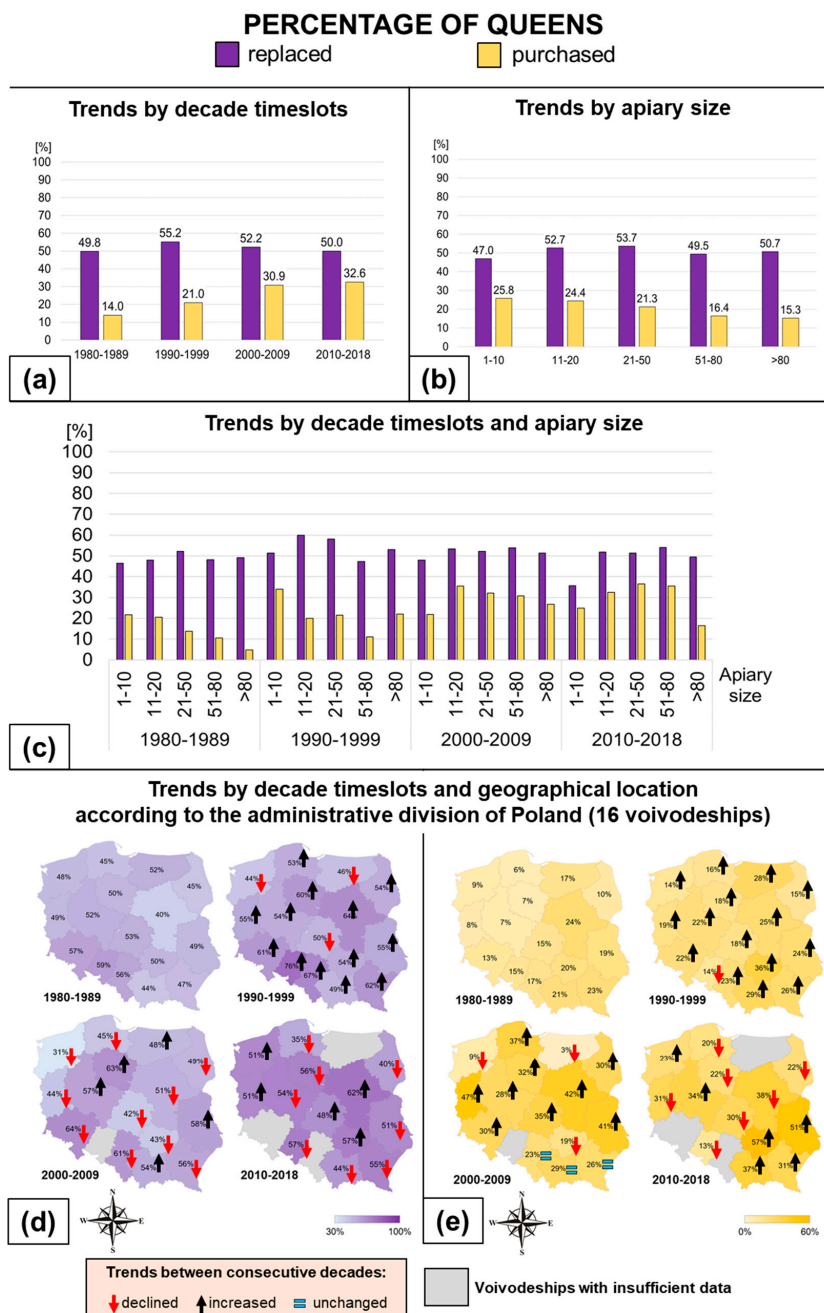 PERCENTAGE OF QUEENS
replaced purchased
Trends by decade timeslots
[%]
100
90
80
70
60
50
40
30
20
10
0
49.8 14.0 55.2 21.0 52.2 30.9 50.0 32.6
1980-1989 1990-1999 2000-2009 2010-2018
(a)
Trends by apiary size
[%]
100
90
80
70
60
50
40
30
20
10
0
47.0 25.8 52.7 24.4 53.7 21.3 49.5 16.4 50.7 15.3
1-10 11-20 21-50 51-80 >80
(b)
Trends by decade timeslots and apiary size
[%]
100
90
80
70
60
50
40
30
20
10
0
1-10 11-20 21-50 51-80 >80 1-10 11-20 21-50 51-80 >80 1-10 11-20 21-50 51-80 >80 1-10 11-20 21-50 51-80 >80
Apiary
size
1980-1989 1990-1999 2000-2009 2010-2018
(c)
Trends by decade timeslots and geographical location
according to the administrative division of Poland (16 voivodeships)
48% 45% 52% 45%
50% 40%
49% 52%
53% 49%
57% 59% 56% 50%
44% 47%
1980-1989
44% 53% 46% 54%
60% 64%
55% 54%
50% 55%
61% 76% 67% 54%
49% 62%
1990-1999
31% 45% 48% 49%
63% 51%
44% 57%
42% 58%
64% 61% 43%
54% 56%
2000-2009
51% 35% 40%
56% 62%
51% 54%
48% 51%
57% 57%
44% 55%
2010-2018
(d)
N
W E
S
30% 100%
9% 6% 17% 10%
7% 24%
8% 7%
15% 19%
13% 15% 17% 20%
21% 23%
1980-1989
14% 16% 28% 15%
18% 25%
19% 22%
18% 24%
22% 14% 23% 36%
29% 26%
1990-1999
9% 37% 3% 30%
32% 42%
47% 28%
35% 41%
30% 23% 19%
29% 26%
2000-2009
23% 20% 22%
22% 38%
31% 34%
30% 51%
13% 57%
37% 31%
2010-2018
(e)
N
W E
S
0% 60%
Trends between consecutive decades:
declined increased unchanged
Voivodeships with insufficient data